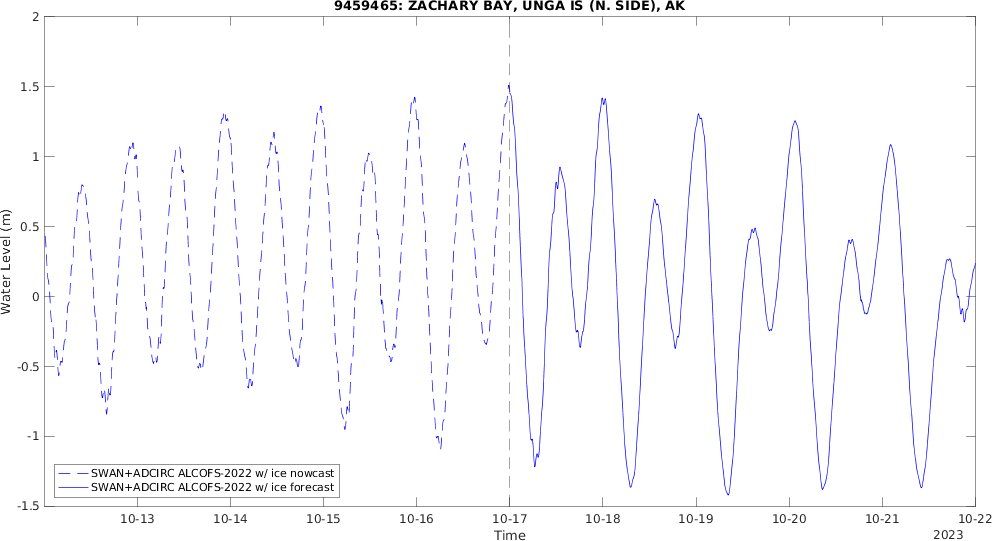 9459465: ZACHARY BAY, UNGA IS (N. SIDE), AK
2
1.5
1
0.5
0
-0.5
-1
-1.5
Water Level (m)
SWAN+ADCIRC ALCOFS-2022 w/ ice nowcast
SWAN+ADCIRC ALCOFS-2022 w/ ice forecast
10-13 10-14 10-15 10-16 10-17 10-18 10-19 10-20 10-21 10-22
Time
2023